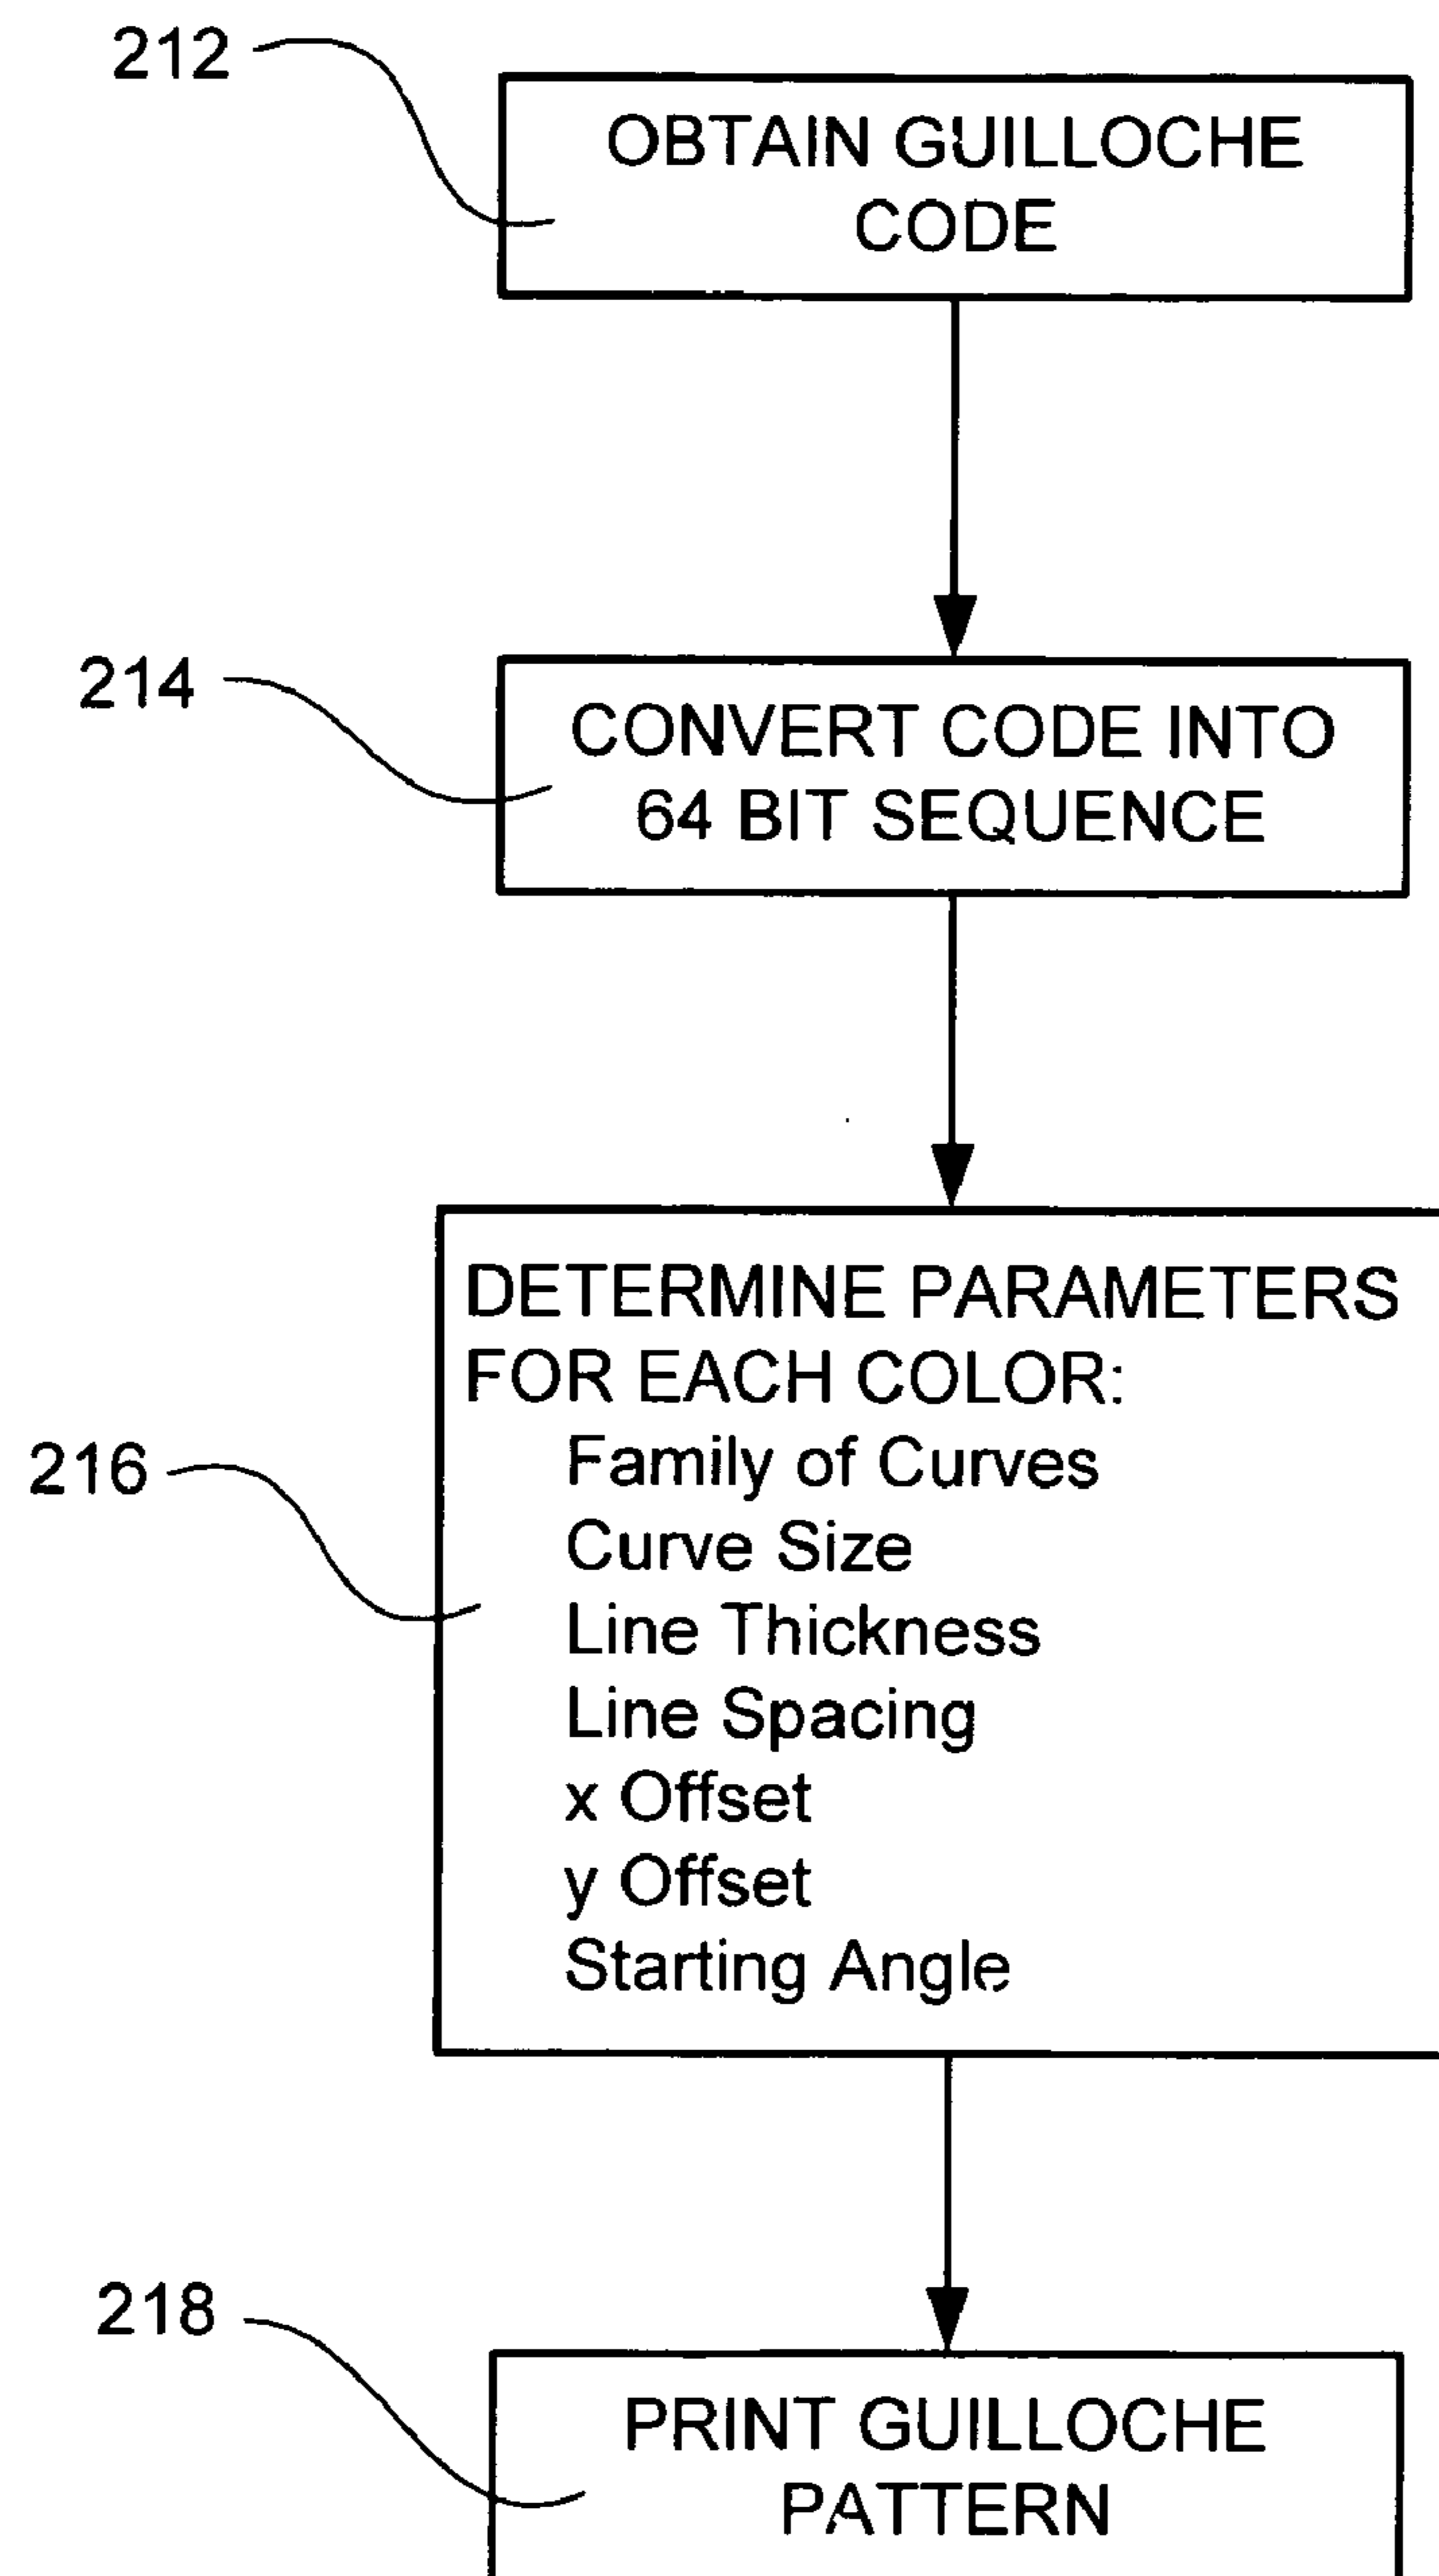 212
OBTAIN GUILLOCHE
CODE
214
CONVERT CODE INTO
64 BIT SEQUENCE
DETERMINE PARAMETERS
FOR EACH COLOR:
216
Family of Curves
Curve Size
Line Thickness
Line Spacing
x Offset
y Offset
Starting Angle
218
PRINT GUILLOCHE
PATTERN